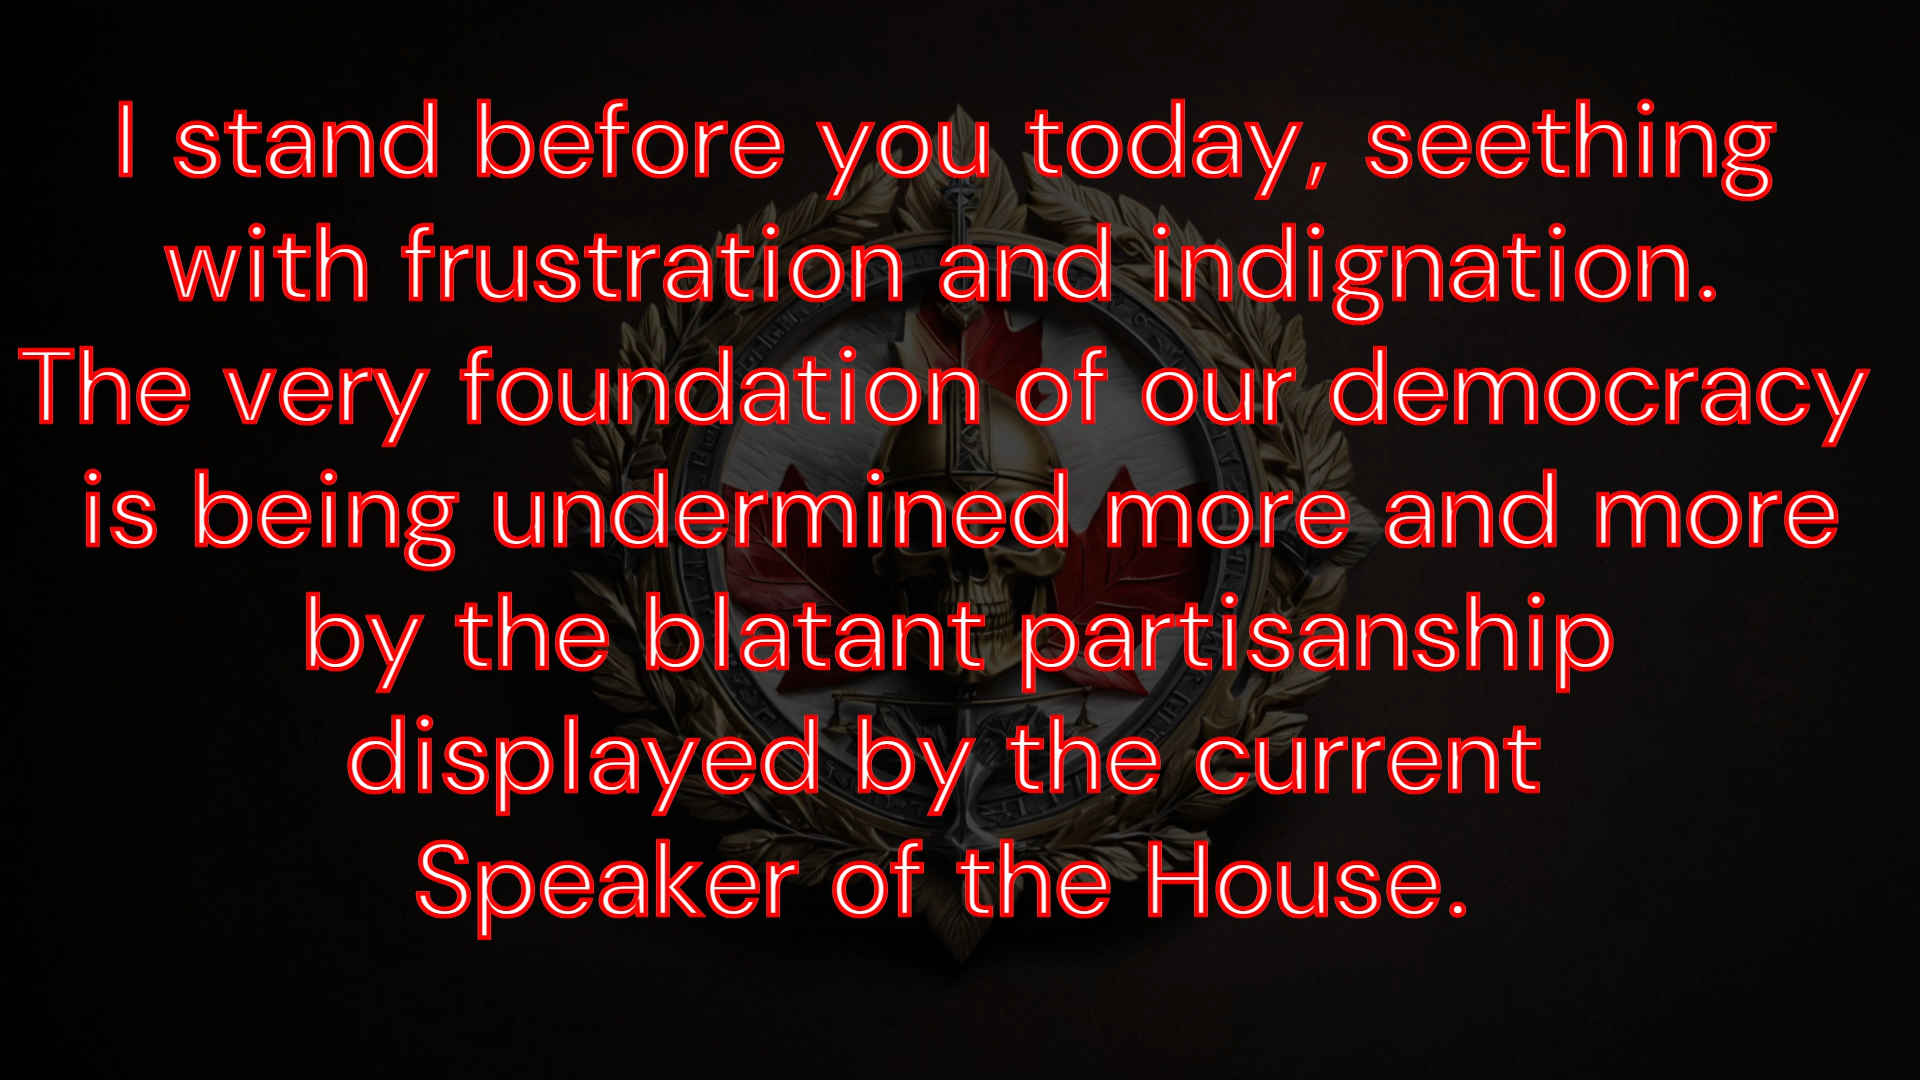 I stand before you today, seething
with frustration and indignation.
The very foundation of our democracy
is being undermined more and more
by the blatant partisanship
displayed by the current
Speaker of the House.